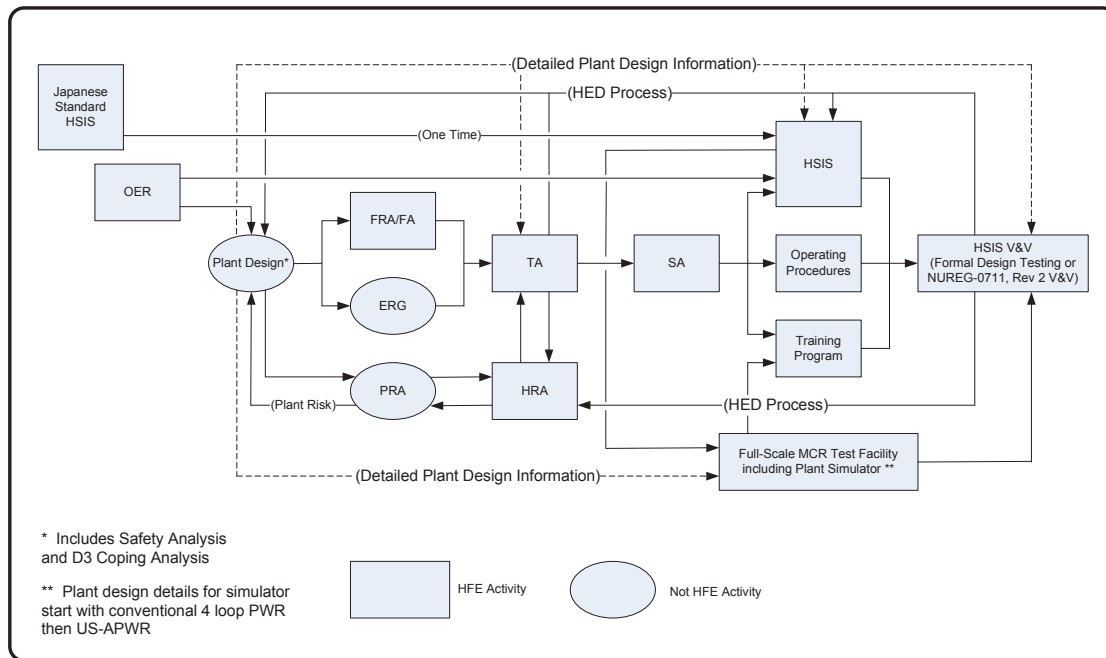 (Detailed Plant Design Information)
Japanese
Standard
HSIS
(HED Process)
(One Time)
HSIS
OER
FRA/FA
Plant Design*
TA
SA
Operating
Procedures
HSIS V&V
(Formal Design Testing or
NUREG-0711, Rev 2 V&V)
ERG
Training
Program
PRA
HRA
(Plant Risk)
(HED Process)
Full-Scale MCR Test Facility
including Plant Simulator **
(Detailed Plant Design Information)
* Includes Safety Analysis
and D3 Coping Analysis
** Plant design details for simulator
start with conventional 4 loop PWR
then US-APWR
HFE Activity
Not HFE Activity